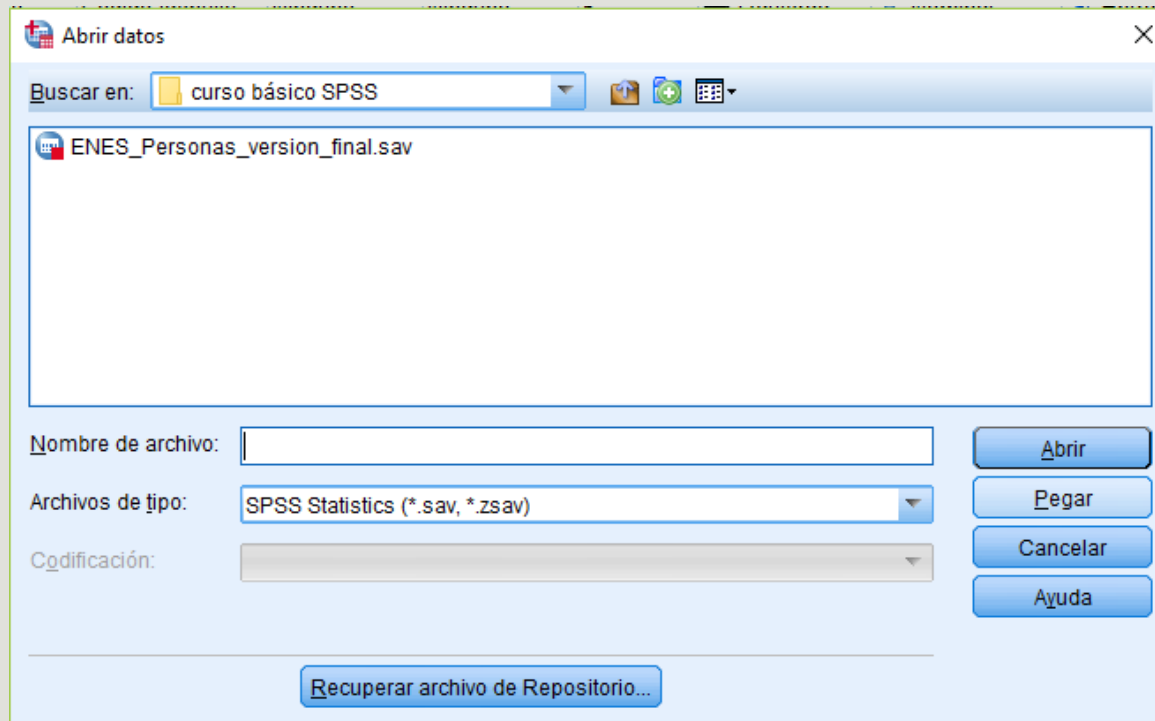 Abrir datos
Buscar en: curso básico SPSS
ENES_Personas_version_final.sav
Nombre de archivo:
Abrir
Archivos de tipo: SPSS Statistics (*.sav, *.zsav)
Pegar
Codificación:
Cancelar
Ayuda
Recuperar archivo de Repositorio...